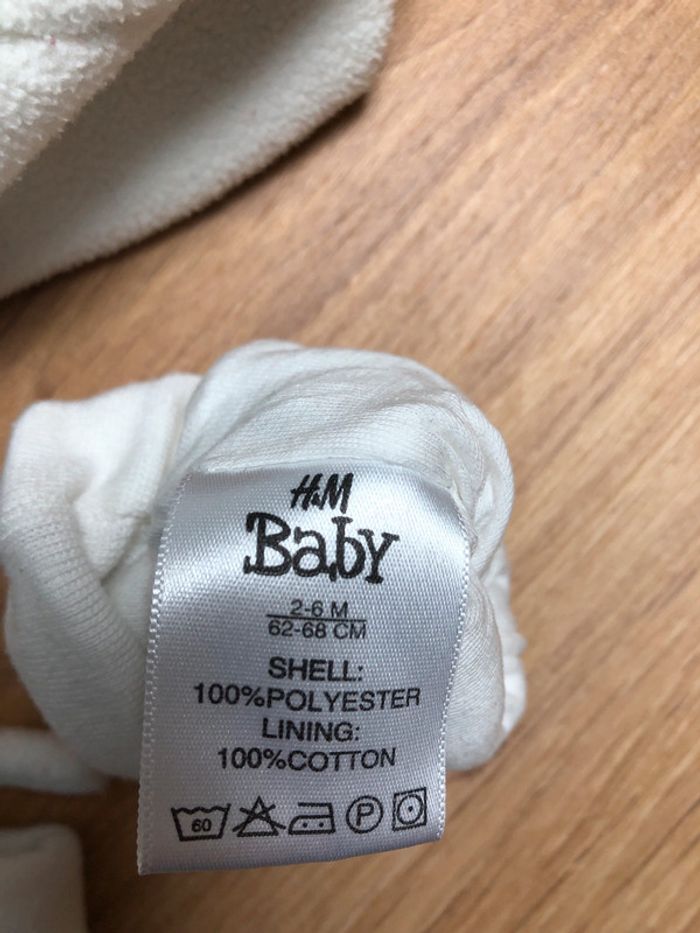 H&M
Baby
2-6 M
62-68 CM
SHELL:
100%POLYESTER
LINING:
100%COTTON
60 P